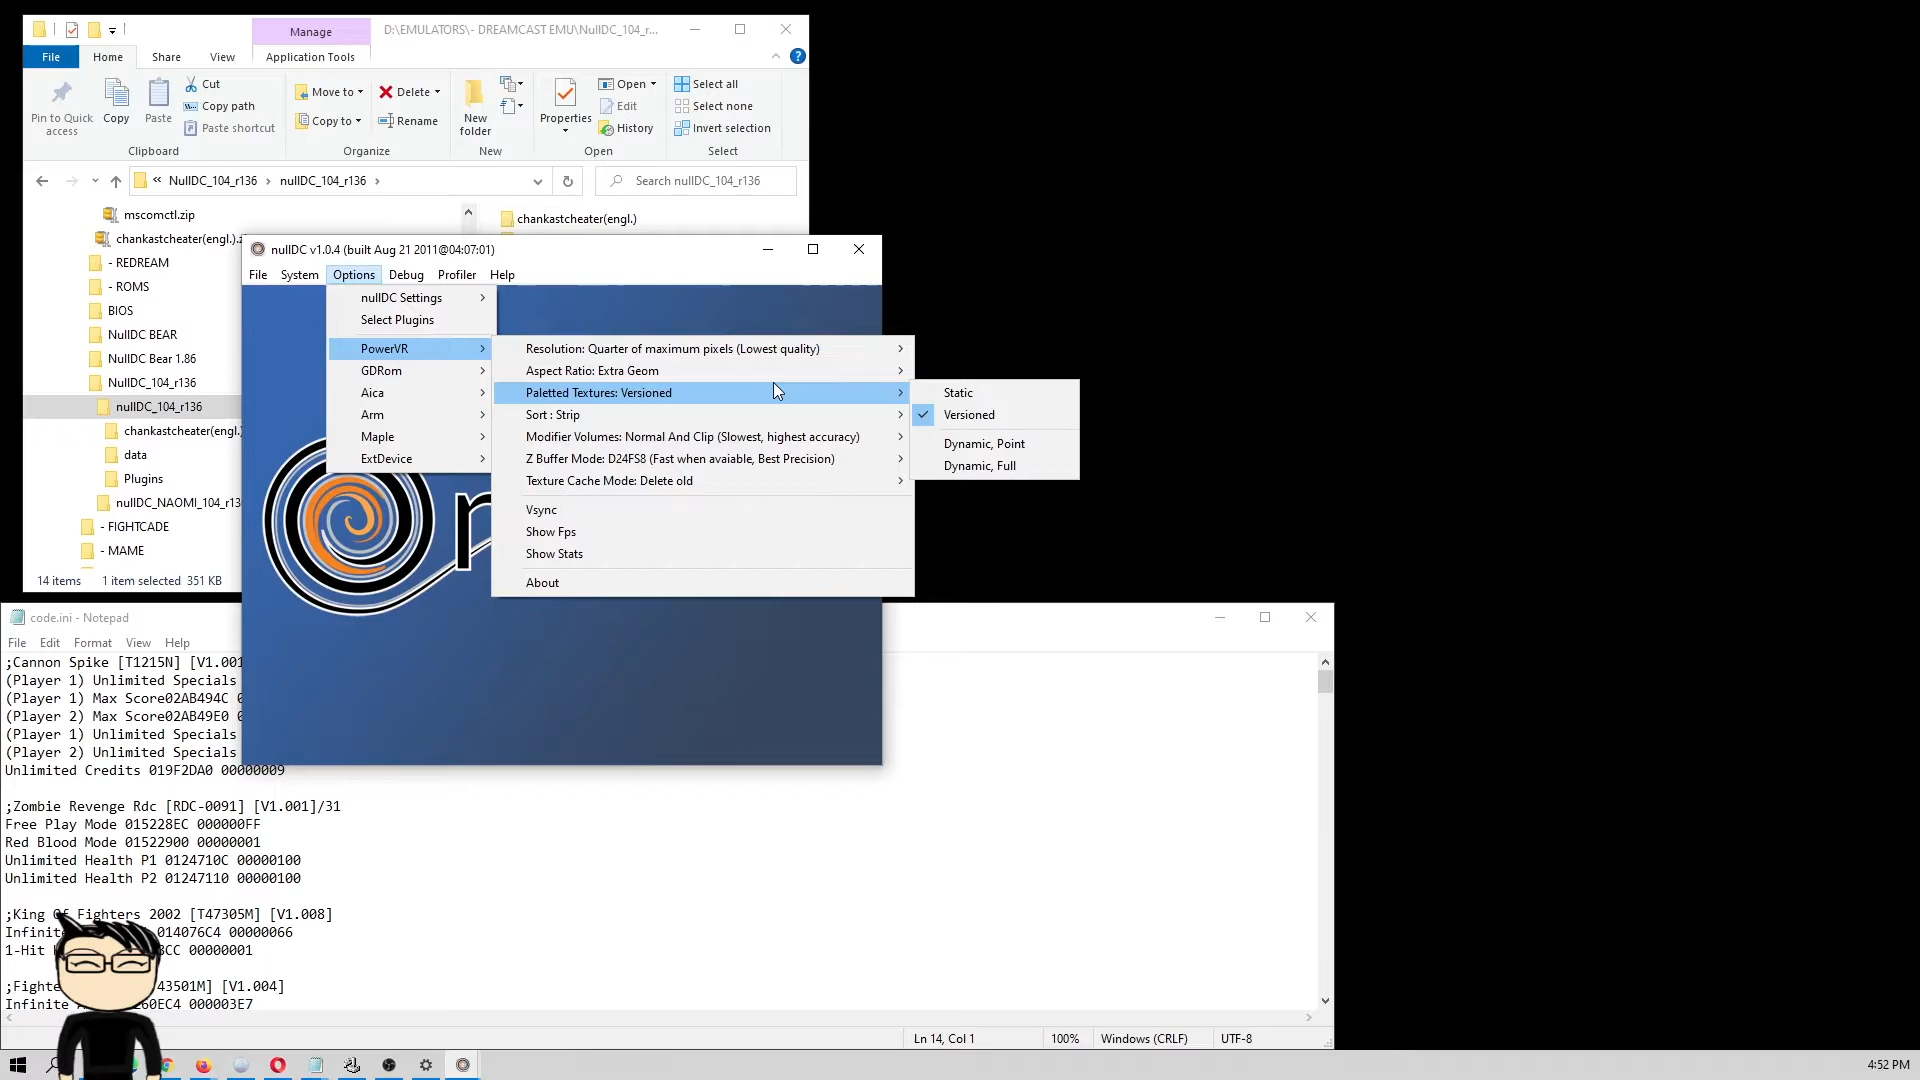 Manage
D:\EMULATORS\- DREAMCAST EMU\NullDC_104_r...
File
Home
Share
View
Application Tools
Pin to Quick access
Copy
Paste
Cut
Copy path
Paste shortcut
Clipboard
Move to
Copy to
Delete
Rename
Organize
New folder
New
Properties
Open
Edit
History
Open
Select all
Select none
Invert selection
Select
« NullDC_104_r136 > nullDC_104_r136 >
Search nullDC_104_r136
mscomctl.zip
chankastcheater(engl.).z
- REDREAM
- ROMS
BIOS
NullDC BEAR
NullDC Bear 1.86
NullDC_104_r136
nullDC_104_r136
chankastcheater(engl.)
data
Plugins
nullDC_NAOMI_104_r13
- FIGHTCADE
- MAME
chankastcheater(engl.)
14 items 1 item selected 351 KB
nullDC v1.0.4 (built Aug 21 2011@04:07:01)
File System Options Debug Profiler Help
nullDC Settings
Select Plugins
PowerVR
GDRom
Aica
Arm
Maple
ExtDevice
Resolution: Quarter of maximum pixels (Lowest quality)
Aspect Ratio: Extra Geom
Paletted Textures: Versioned
Sort : Strip
Modifier Volumes: Normal And Clip (Slowest, highest accuracy)
Z Buffer Mode: D24FS8 (Fast when avaiable, Best Precision)
Texture Cache Mode: Delete old
Vsync
Show Fps
Show Stats
About
Static
Versioned
Dynamic, Point
Dynamic, Full
code.ini - Notepad
File Edit Format View Help
;Cannon Spike [T1215N] [V1.001
(Player 1) Unlimited Specials
(Player 1) Max Score02AB494C
(Player 2) Max Score02AB49E0
(Player 1) Unlimited Specials
(Player 2) Unlimited Specials
Unlimited Credits 019F2DA0 00000009
;Zombie Revenge Rdc [RDC-0091] [V1.001]/31
Free Play Mode 015228EC 000000FF
Red Blood Mode 01522900 00000001
Unlimited Health P1 0124710C 00000100
Unlimited Health P2 01247110 00000100
;King Of Fighters 2002 [T47305M] [V1.008]
Infinite 014076C4 00000066
1-Hit CC 00000001
;Fighte 43501M] [V1.004]
Infinite 60EC4 000003E7
Ln 14, Col 1
100%
Windows (CRLF)
UTF-8
4:52 PM